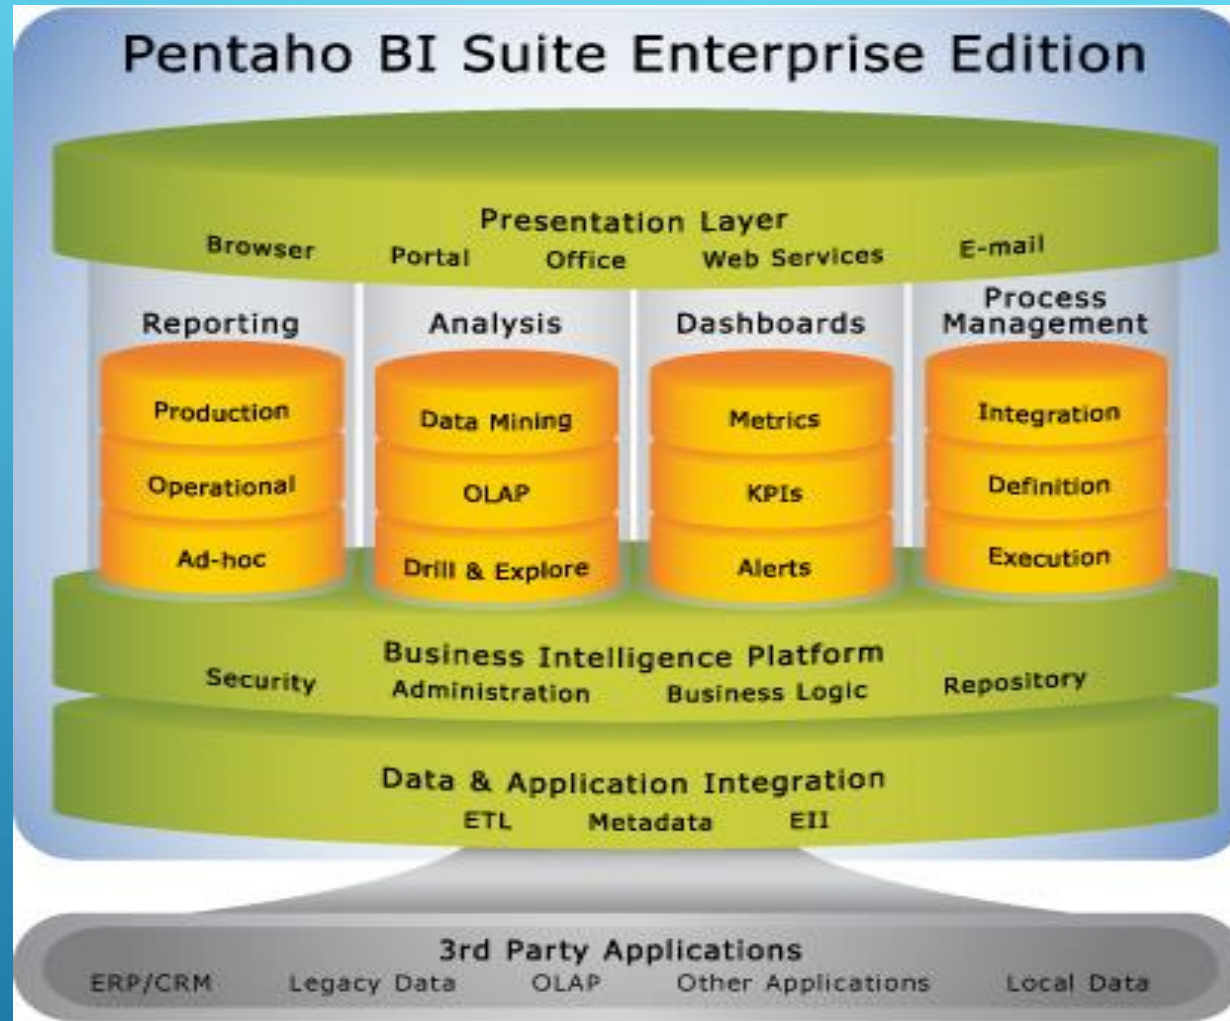 Pentaho BI Suite Enterprise Edition
Presentation Layer
Browser Portal Office Web Services E-mail
Reporting
Production
Operational
Ad-hoc
Analysis
Data Mining
OLAP
Drill & Explore
Dashboards
Metrics
KPIs
Alerts
Process
Management
Integration
Definition
Execution
Business Intelligence Platform
Security Administration Business Logic Repository
Data & Application Integration
ETL Metadata EII
3rd Party Applications
ERP/CRM Legacy Data OLAP Other Applications Local Data